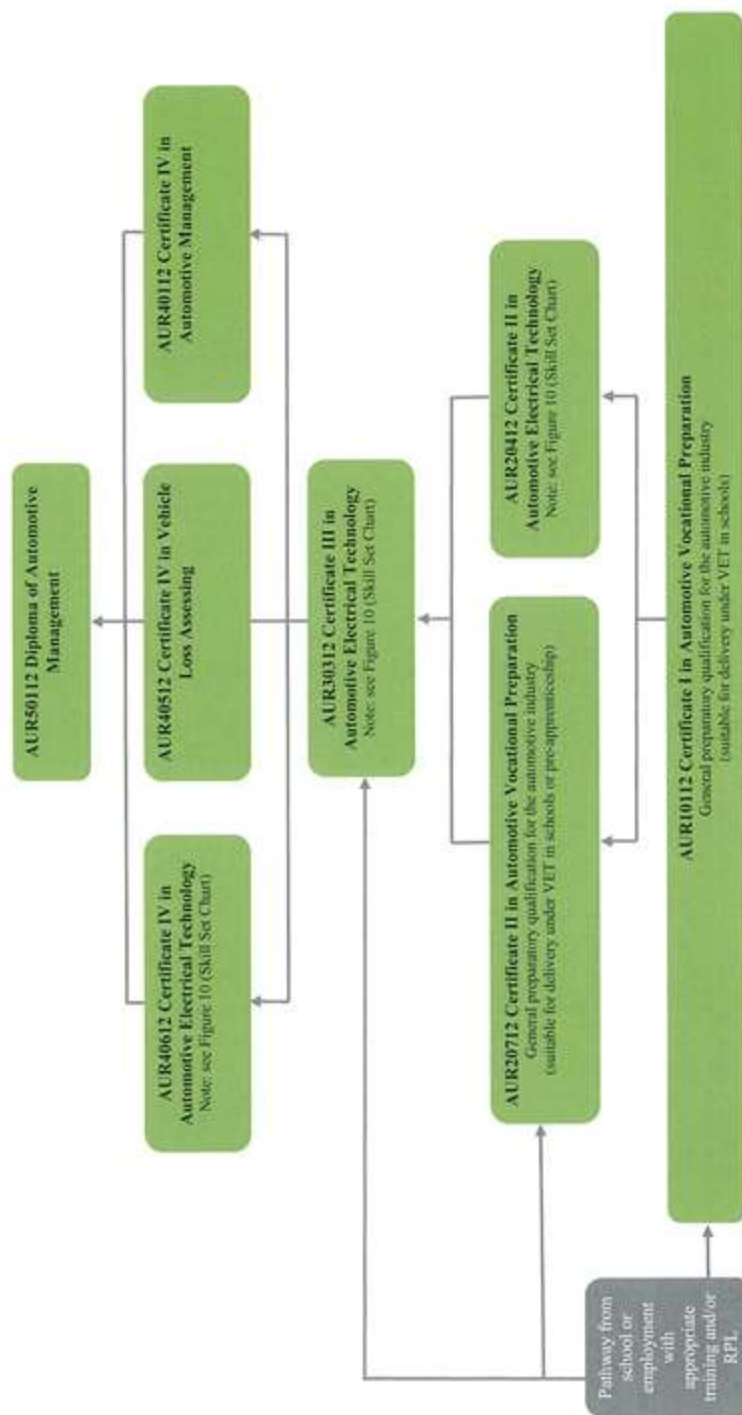 AUR50112 Diploma of Automotive
Management
AUR40612 Certificate IV in
Automotive Electrical Technology
Note: see Figure 10 (Skill Set Chart)
AUR40512 Certificate IV in Vehicle
Loss Assessing
AUR40112 Certificate IV in
Automotive Management
AUR30312 Certificate III in
Automotive Electrical Technology
Note: see Figure 10 (Skill Set Chart)
AUR20712 Certificate II in Automotive Vocational Preparation
General preparatory qualification for the automotive industry
(suitable for delivery under VET in schools or pre-apprenticeship)
AUR20412 Certificate II in
Automotive Electrical Technology
Note: see Figure 10 (Skill Set Chart)
Pathway from
school or
employment
with
appropriate
training and/or
RPL
AUR10112 Certificate I in Automotive Vocational Preparation
General preparatory qualification for the automotive industry
(suitable for delivery under VET in schools)